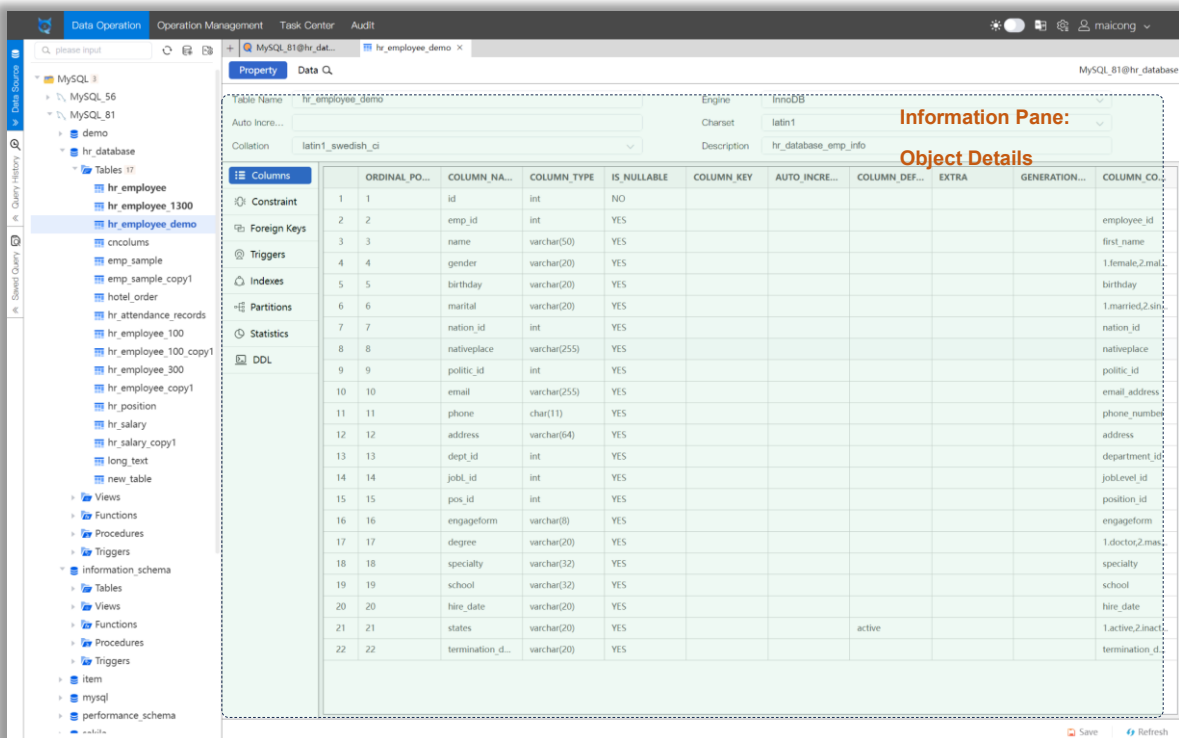 Data Operation Operation Management Task Center Audit maicong
please input + MySQL_81@hr_dat... hr_employee_demo ×
Property Data MySQL_81@hr_database
Data Source
Query History
Saved Query
MySQL 3
MySQL_56
MySQL_81
demo
hr_database
Tables 17
hr_employee
hr_employee_1300
hr_employee_demo
cncolums
emp_sample
emp_sample_copy1
hotel_order
hr_attendance_records
hr_employee_100
hr_employee_100_copy1
hr_employee_300
hr_employee_copy1
hr_position
hr_salary
hr_salary_copy1
long_text
new_table
Views
Functions
Procedures
Triggers
information_schema
Tables
Views
Functions
Procedures
Triggers
item
mysql
performance_schema
Table Name hr_employee_demo Engine InnoDB
Auto Incre... Charset latin1
Collation latin1_swedish_ci Description hr_database_emp_info
Information Pane:
Object Details
Columns
Constraint
Foreign Keys
Triggers
Indexes
Partitions
Statistics
DDL
ORDINAL_PO... COLUMN_NA... COLUMN_TYPE IS_NULLABLE COLUMN_KEY AUTO_INCRE... COLUMN_DEF... EXTRA GENERATION... COLUMN_CO...
1 1 id int NO
2 2 emp_id int YES employee_id
3 3 name varchar(50) YES first_name
4 4 gender varchar(20) YES 1.female,2.mal...
5 5 birthday varchar(20) YES birthday
6 6 marital varchar(20) YES 1.married,2.sin...
7 7 nation_id int YES nation_id
8 8 nativeplace varchar(255) YES nativeplace
9 9 politic_id int YES politic_id
10 10 email varchar(255) YES email_address
11 11 phone char(11) YES phone_number
12 12 address varchar(64) YES address
13 13 dept_id int YES department_id
14 14 jobL_id int YES jobLevel_id
15 15 pos_id int YES position_id
16 16 engageform varchar(8) YES engageform
17 17 degree varchar(20) YES 1.doctor,2.mas...
18 18 specialty varchar(32) YES specialty
19 19 school varchar(32) YES school
20 20 hire_date varchar(20) YES hire_date
21 21 states varchar(20) YES active 1.active,2.inact...
22 22 termination_d... varchar(20) YES termination_d...
Save Refresh